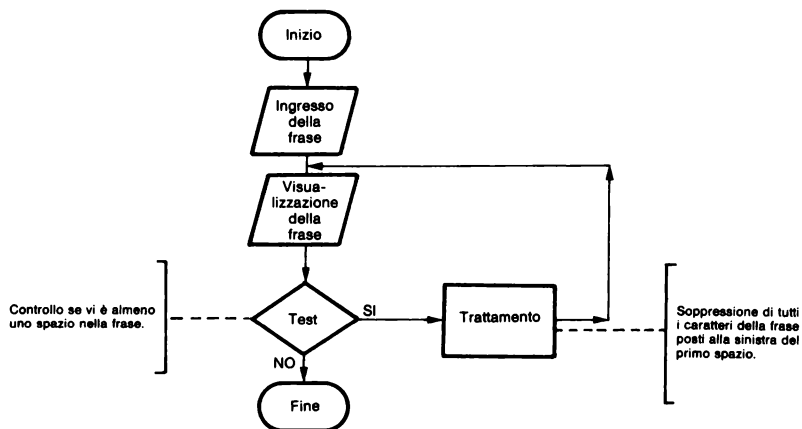 Inizio
Ingresso
della
frase
Visua-
lizzazione
della
frase
Controllo se vi è almeno
uno spazio nella frase.
Test
SI
Trattamento
Soppressione di tutti
i caratteri della frase
posti alla sinistra del
primo spazio.
NO
Fine